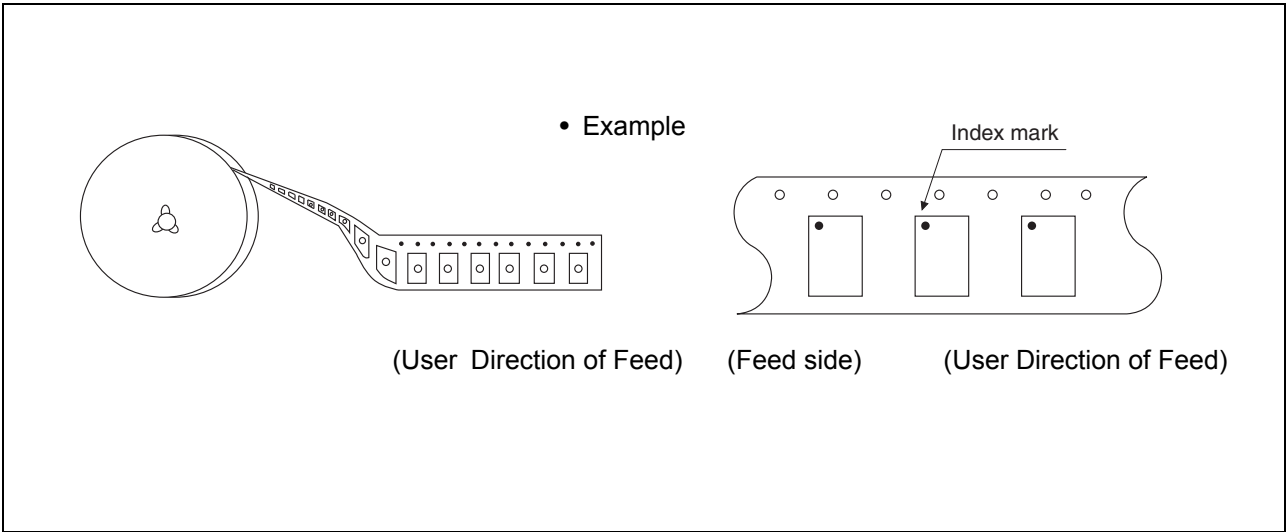 • Example
Index mark
(User Direction of Feed)
(Feed side)
(User Direction of Feed)